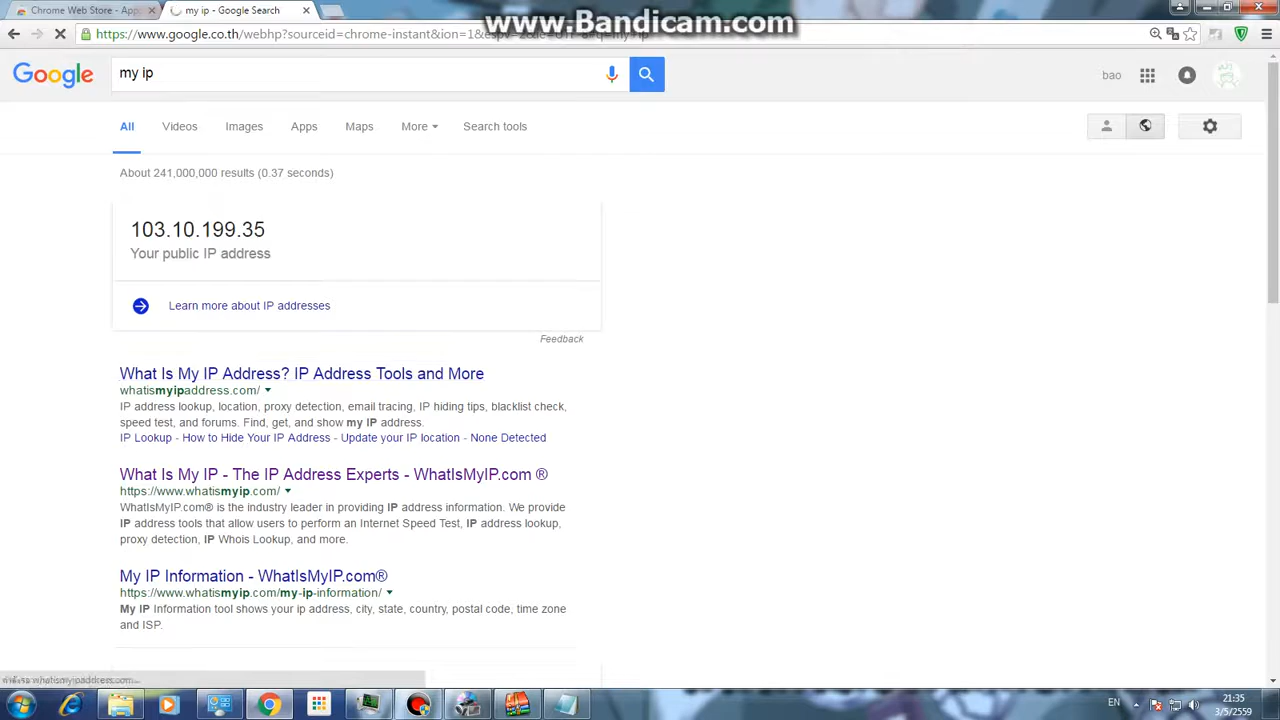 www.Bandicam.com
Chrome Web Store - Apps
my ip - Google Search
https://www.google.co.th/webhp?sourceid=chrome-instant&ion=1&espv
Google
my ip
bao
All
Videos
Images
Apps
Maps
More
Search tools
About 241,000,000 results (0.37 seconds)
103.10.199.35
Your public IP address
Learn more about IP addresses
Feedback
What Is My IP Address? IP Address Tools and More
whatismyipaddress.com/
IP address lookup, location, proxy detection, email tracing, IP hiding tips, blacklist check,
speed test, and forums. Find, get, and show my IP address.
IP Lookup - How to Hide Your IP Address - Update your IP location - None Detected
What Is My IP - The IP Address Experts - WhatIsMyIP.com ®
https://www.whatismyip.com/
WhatIsMyIP.com® is the industry leader in providing IP address information. We provide
IP address tools that allow users to perform an Internet Speed Test, IP address lookup,
proxy detection, IP Whois Lookup, and more.
My IP Information - WhatIsMyIP.com®
https://www.whatismyip.com/my-ip-information/
My IP Information tool shows your ip address, city, state, country, postal code, time zone
and ISP.
EN
21:35
3/5/2559